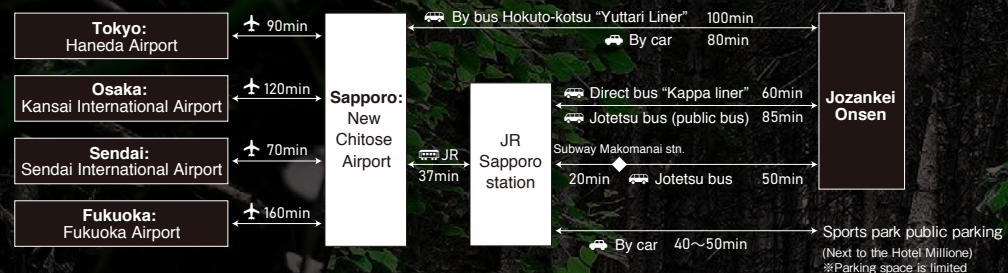 Tokyo:
Haneda Airport
90min
Osaka:
Kansai International Airport
120min
Sendai:
Sendai International Airport
70min
Fukuoka:
Fukuoka Airport
160min
Sapporo:
New
Chitose
Airport
JR
37min
JR
Sapporo
station
By bus Hokuto-kotsu “Yuttari Liner” 100min
By car 80min
Direct bus “Kappa liner” 60min
Jotetsu bus (public bus) 85min
Subway Makomanai stn.
20min Jotetsu bus 50min
By car 40～50min
Jozankei
Onsen
Sports park public parking
(Next to the Hotel Millione)
※Parking space is limited